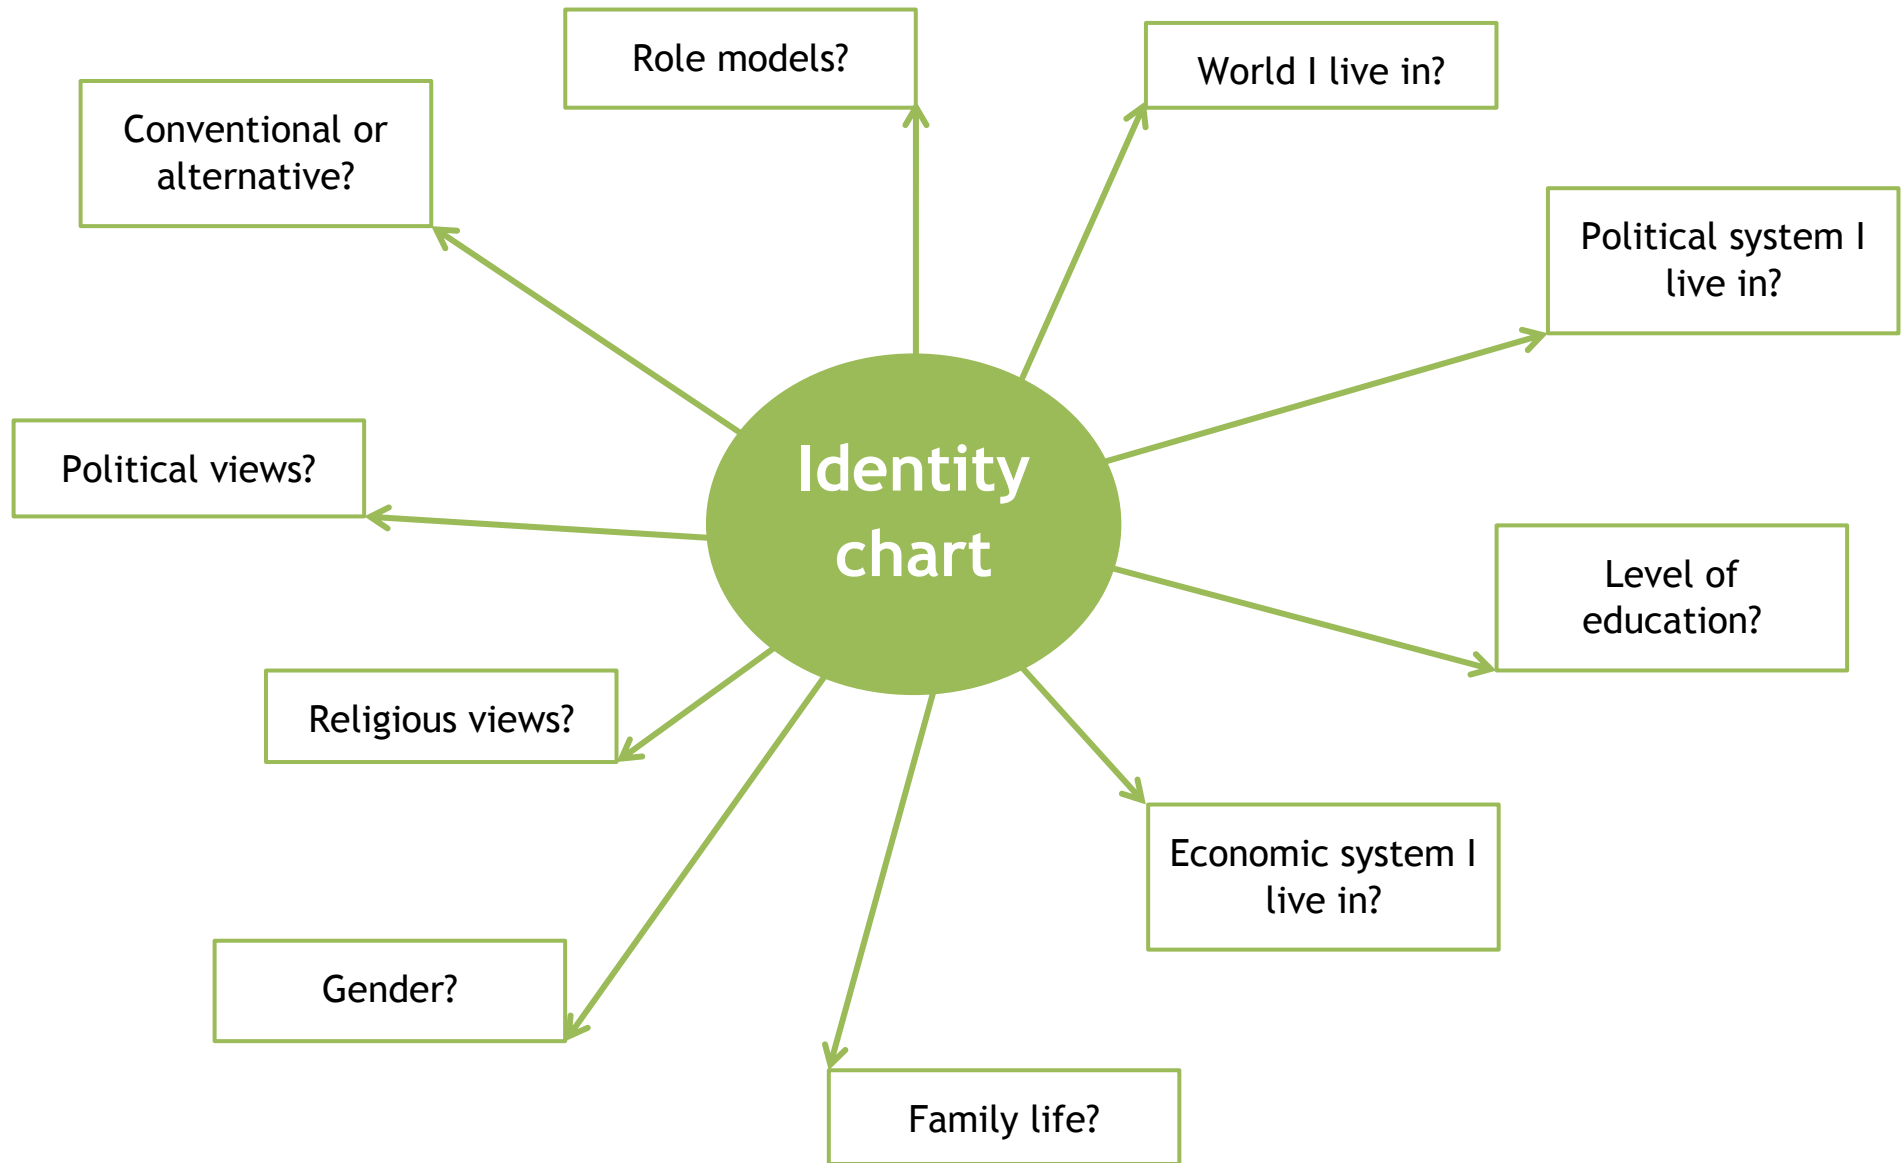 Role models?
World I live in?
Conventional or
alternative?
Political system I
live in?
Political views?
Identity
chart
Level of
education?
Religious views?
Economic system I
live in?
Gender?
Family life?